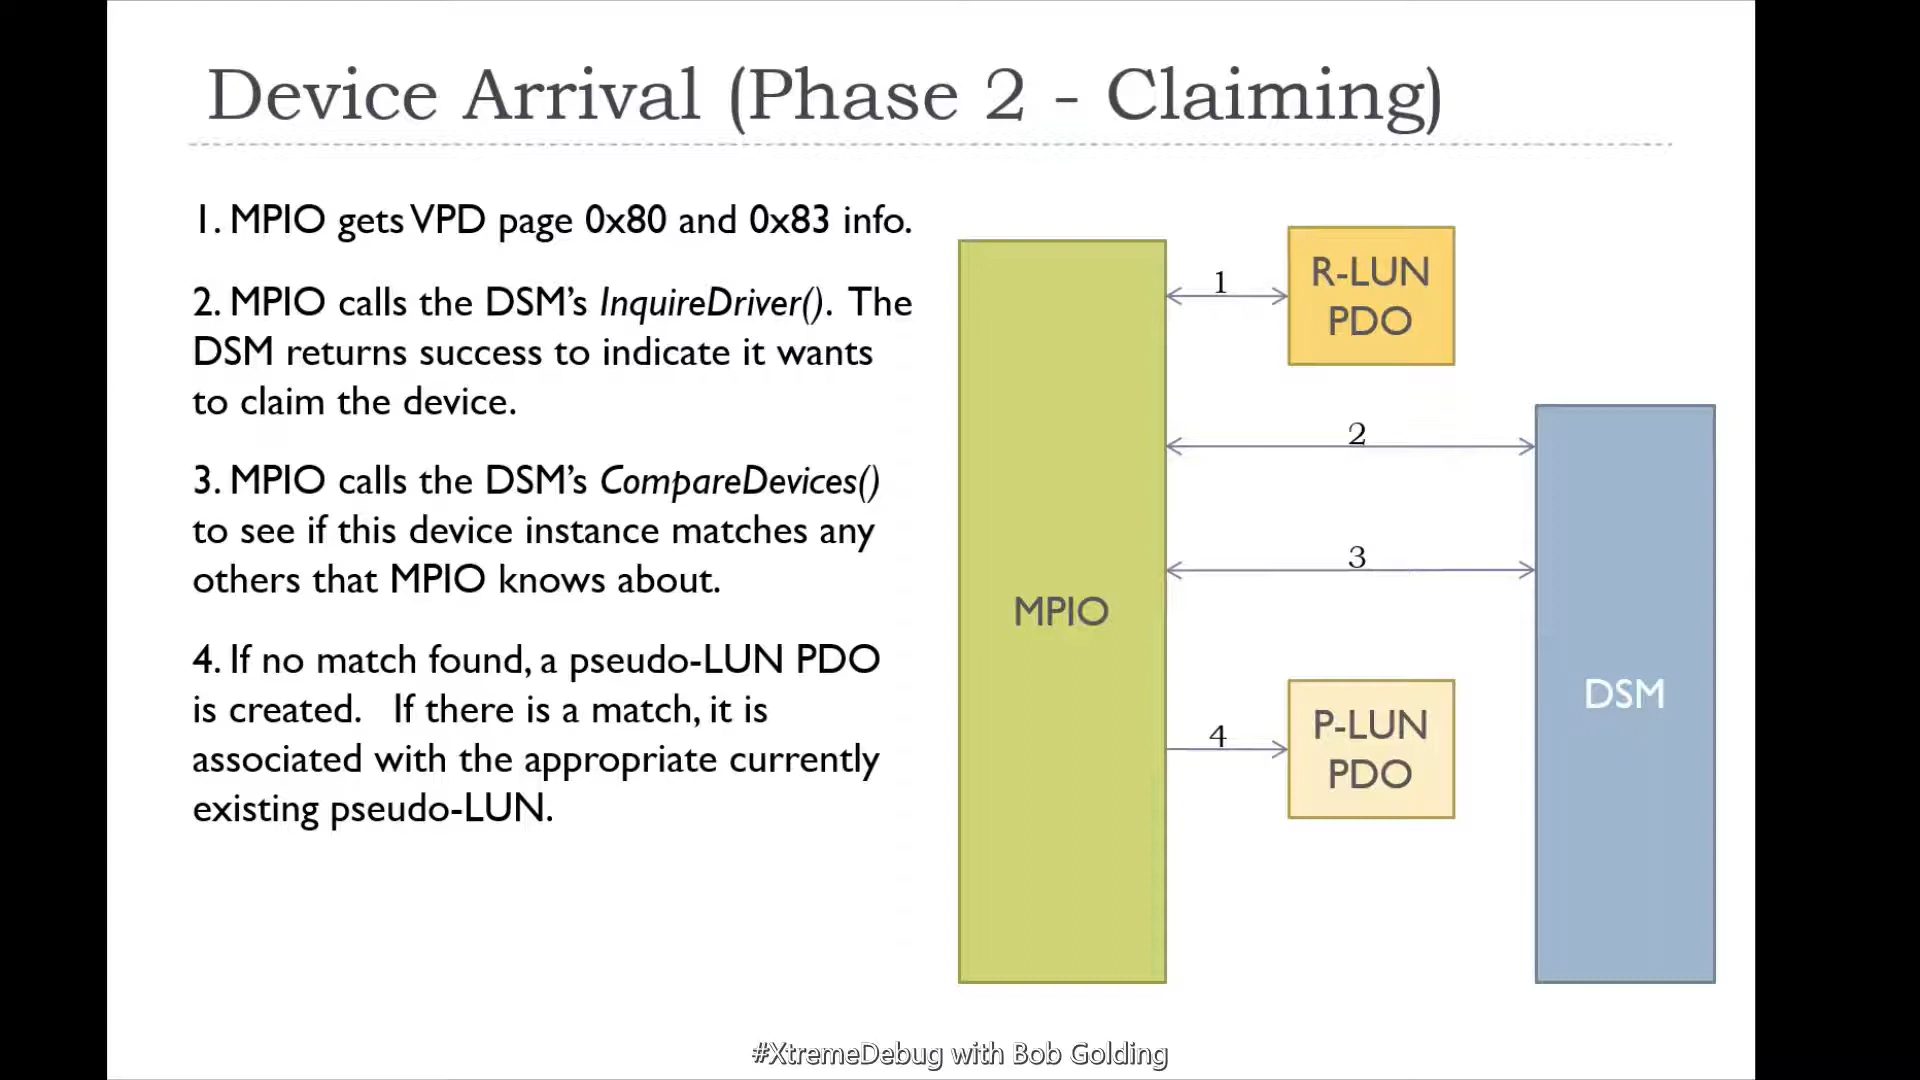 Device Arrival (Phase 2 - Claiming)
1. MPIO gets VPD page 0x80 and 0x83 info.
2. MPIO calls the DSM’s InquireDriver(). The
DSM returns success to indicate it wants
to claim the device.
3. MPIO calls the DSM’s CompareDevices()
to see if this device instance matches any
others that MPIO knows about.
4. If no match found, a pseudo-LUN PDO
is created. If there is a match, it is
associated with the appropriate currently
existing pseudo-LUN.
MPIO
1
R-LUN
PDO
2
3
4
P-LUN
PDO
DSM
#XtremeDebug with Bob Golding